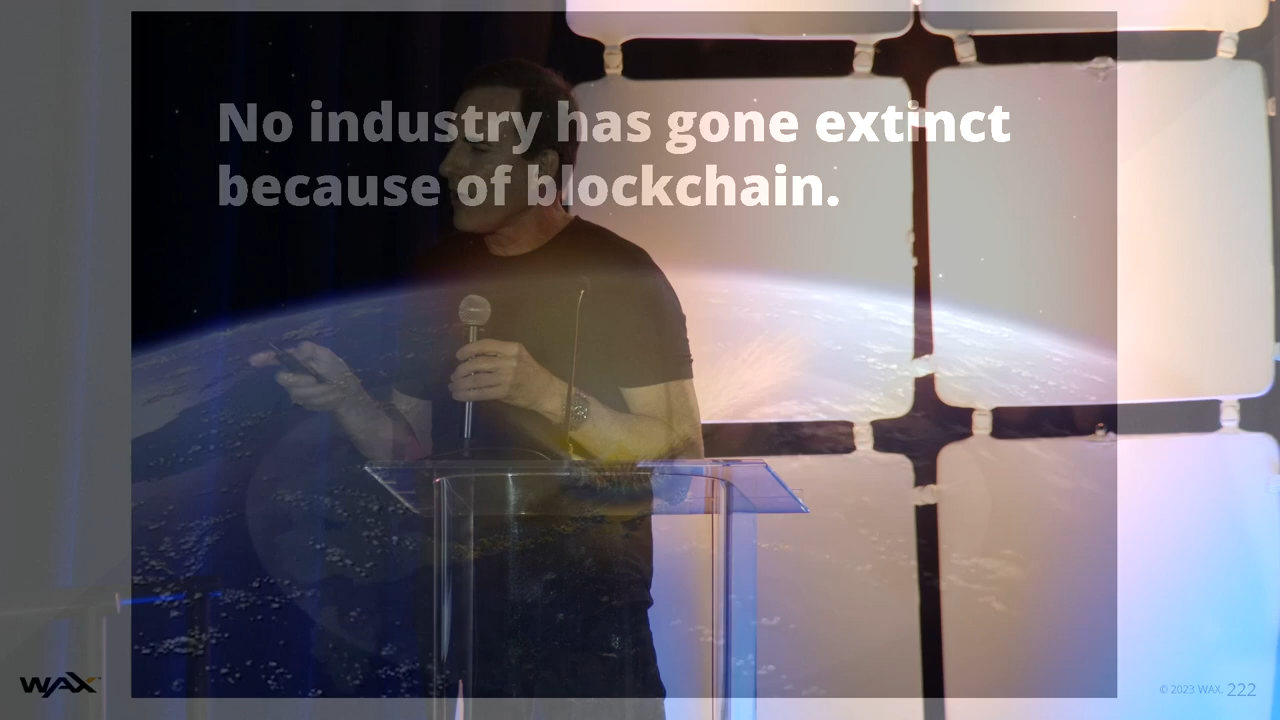 No industry has gone extinct
because of blockchain.
WAX
© 2023 WAX. 222